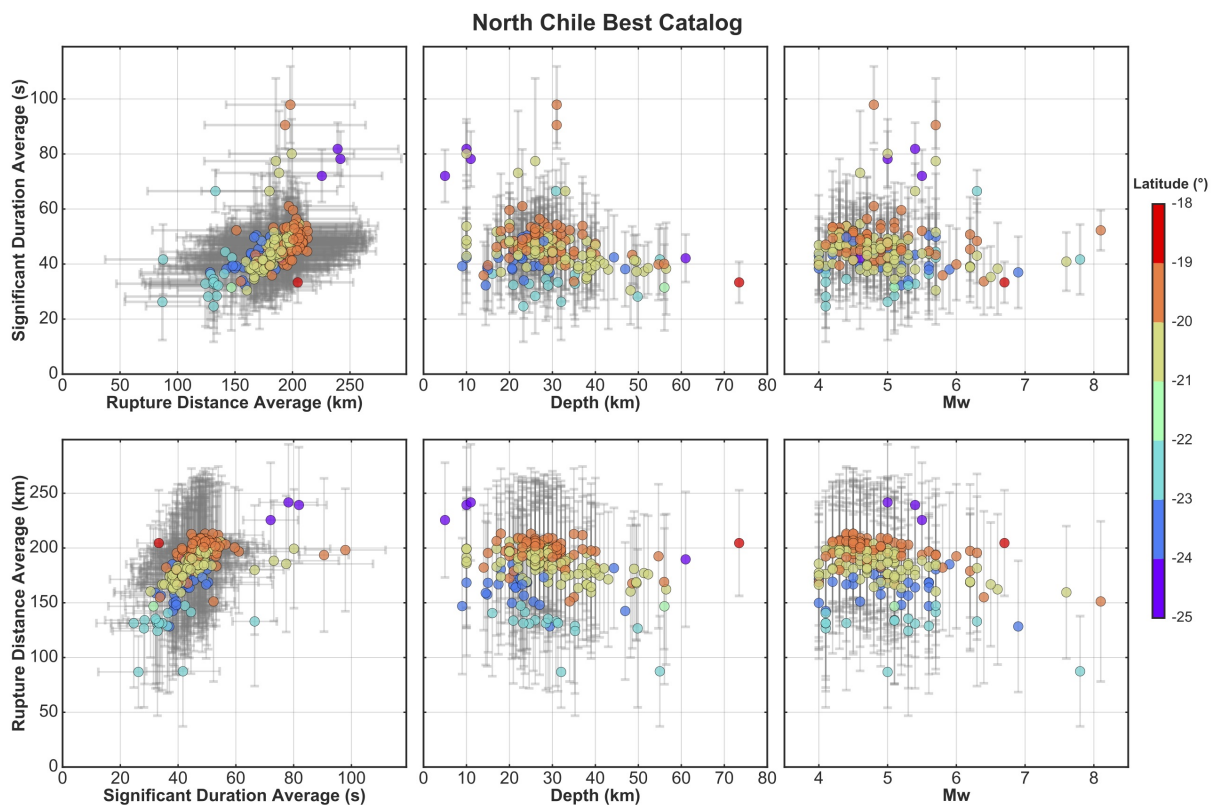 North Chile Best Catalog
Significant Duration Average (s)
100
80
60
40
20
0
0 50 100 150 200 250
Rupture Distance Average (km)
0 10 20 30 40 50 60 70 80
Depth (km)
4 5 6 7 8
Mw
Latitude (°)
-18
-19
-20
-21
-22
-23
-24
-25
Rupture Distance Average (km)
250
200
150
100
50
0
0 20 40 60 80 100
Significant Duration Average (s)
0 10 20 30 40 50 60 70 80
Depth (km)
4 5 6 7 8
Mw